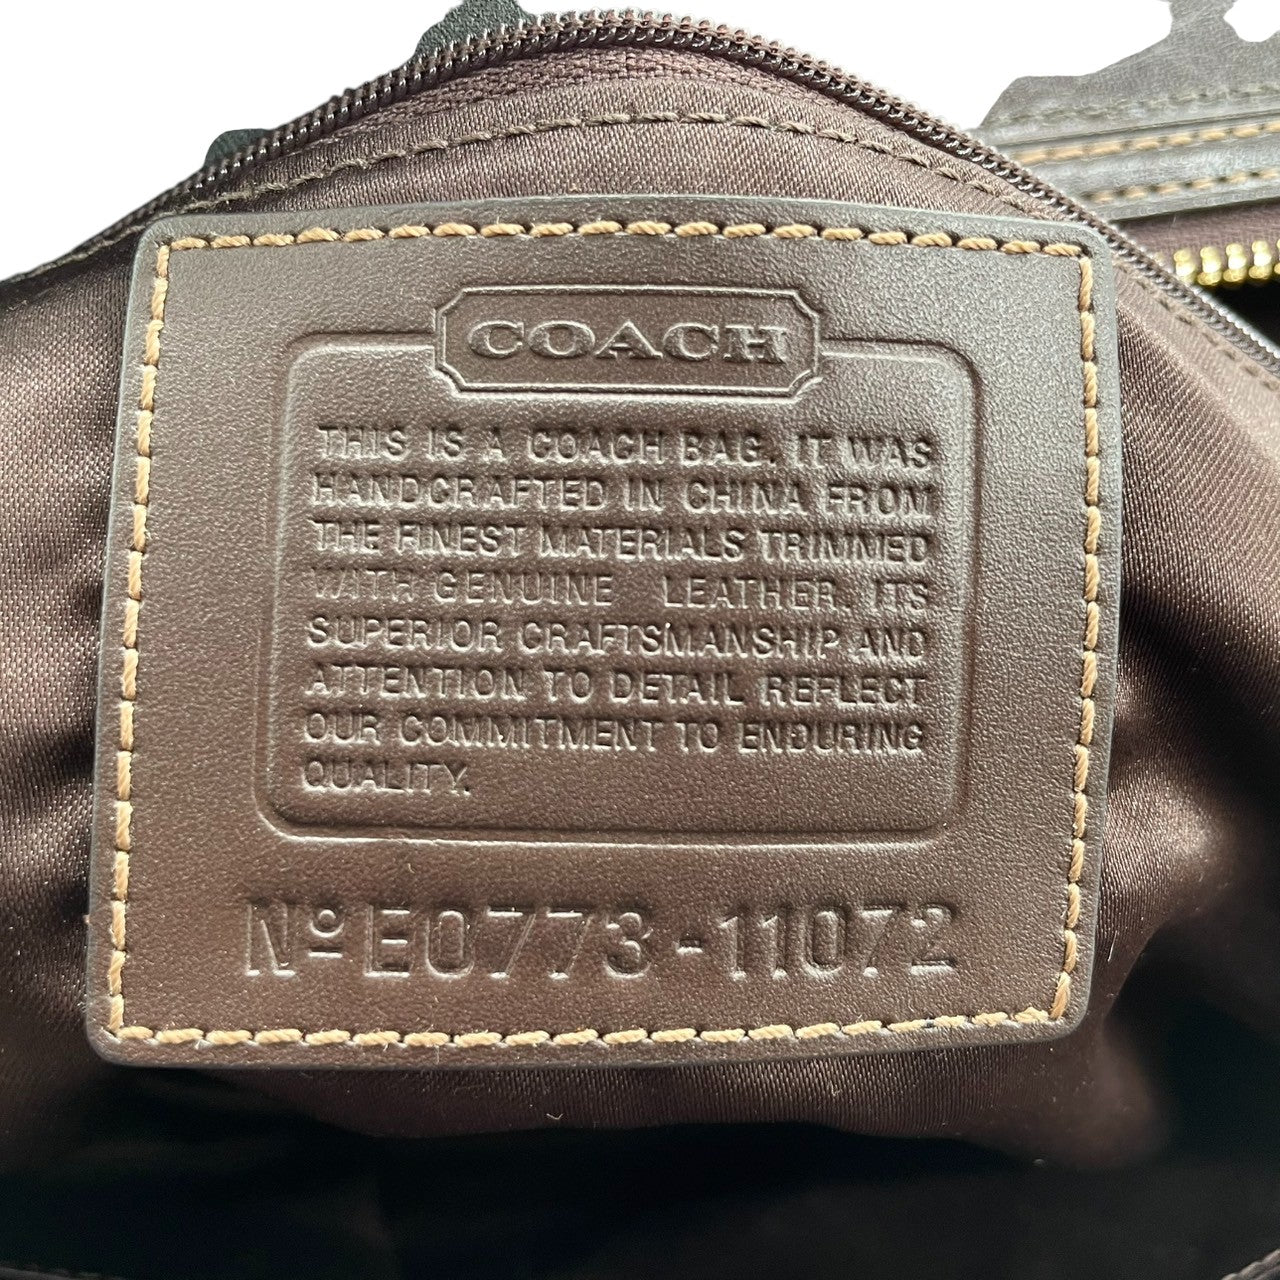 COACH
THIS IS A COACH BAG. IT WAS
HANDCRAFTED IN CHINA FROM
THE FINEST MATERIALS TRIMMED
WITH GENUINE LEATHER. ITS
SUPERIOR CRAFTSMANSHIP AND
ATTENTION TO DETAIL REFLECT
OUR COMMITMENT TO ENDURING
QUALITY.
Nº E0773-11072